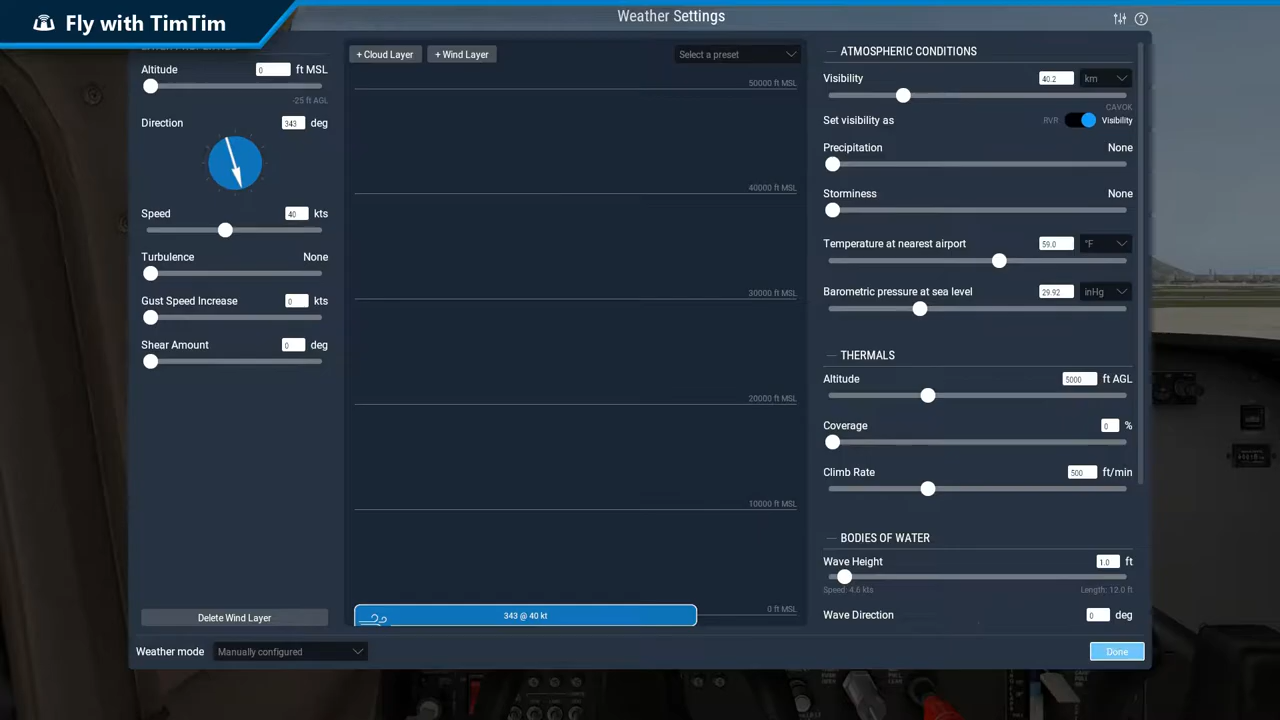 Fly with TimTim
Weather Settings
Altitude
0
ft MSL
-25 ft AGL
Direction
343
deg
Speed
40
kts
Turbulence
None
Gust Speed Increase
0
kts
Shear Amount
0
deg
Delete Wind Layer
+ Cloud Layer
+ Wind Layer
Select a preset
50000 ft MSL
40000 ft MSL
30000 ft MSL
20000 ft MSL
10000 ft MSL
0 ft MSL
343 @ 40 kt
ATMOSPHERIC CONDITIONS
Visibility
40.2
km
CAVOK
Set visibility as
RVR
Visibility
Precipitation
None
Storminess
None
Temperature at nearest airport
59.0
°F
Barometric pressure at sea level
29.92
inHg
THERMALS
Altitude
5000
ft AGL
Coverage
0
%
Climb Rate
500
ft/min
BODIES OF WATER
Wave Height
1.0
ft
Speed: 4.6 kts
Length: 12.0 ft
Wave Direction
0
deg
Weather mode
Manually configured
Done